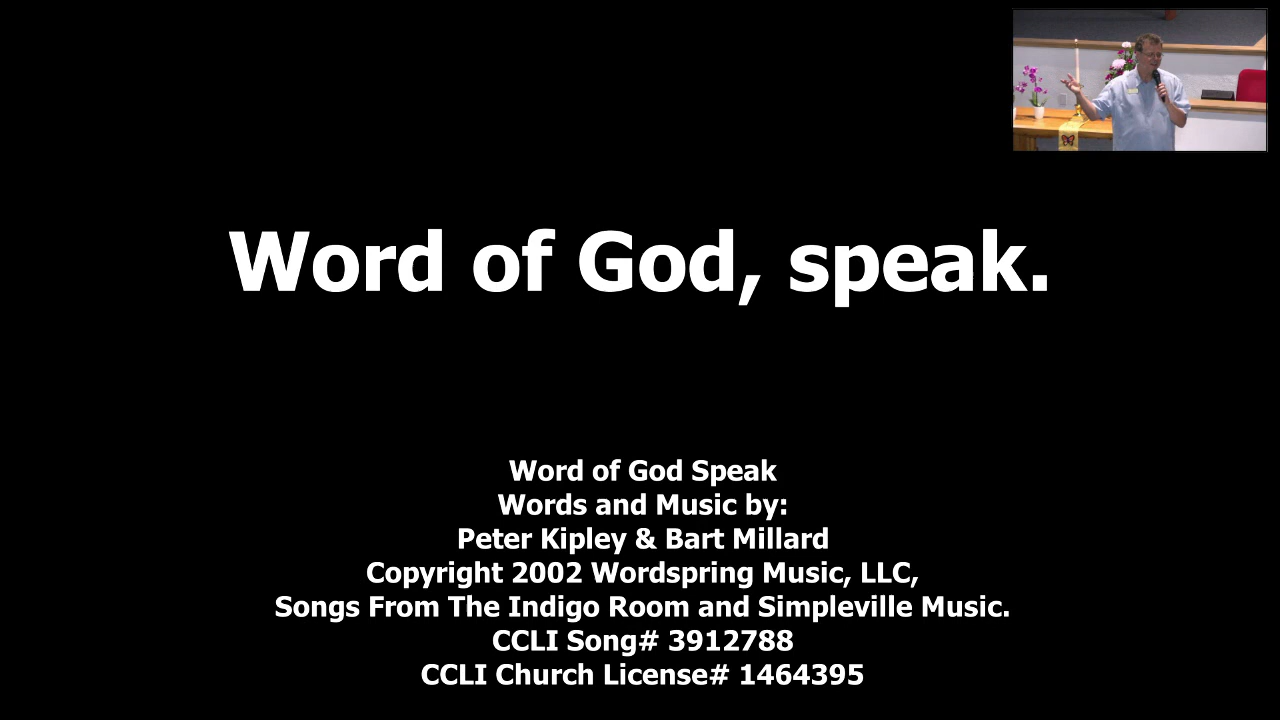 Word of God, speak.
Word of God Speak
Words and Music by:
Peter Kipley & Bart Millard
Copyright 2002 Wordspring Music, LLC,
Songs From The Indigo Room and Simpleville Music.
CCLI Song# 3912788
CCLI Church License# 1464395